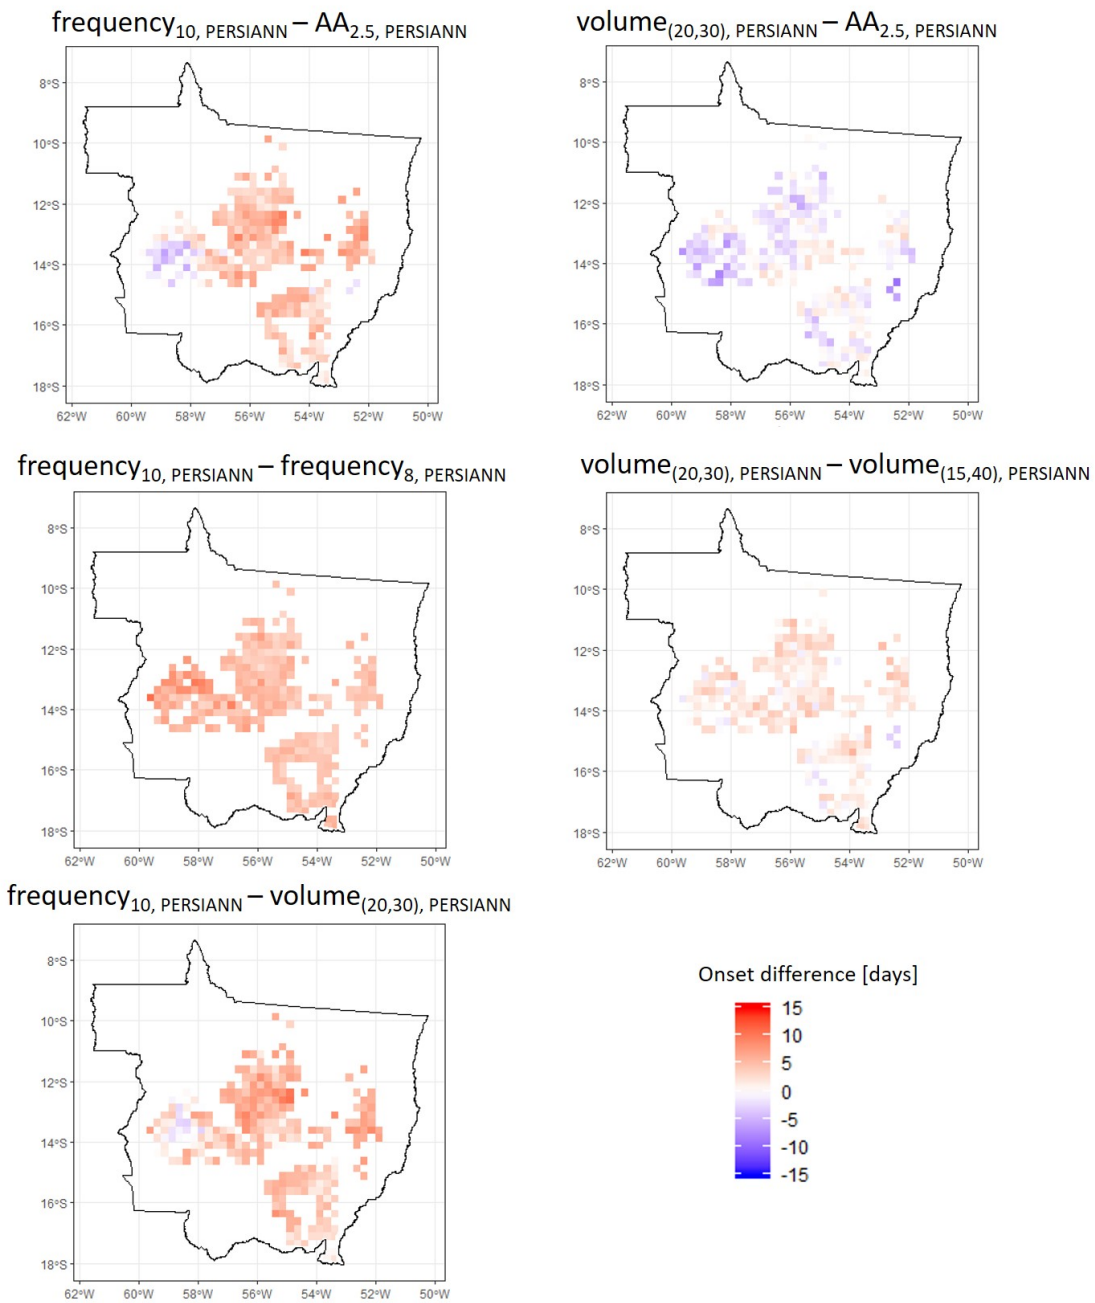 frequency10, PERSIANN – AA2.5, PERSIANN
8°S
10°S
12°S
14°S
16°S
18°S
62°W 60°W 58°W 56°W 54°W 52°W 50°W
volume(20,30), PERSIANN – AA2.5, PERSIANN
8°S
10°S
12°S
14°S
16°S
18°S
62°W 60°W 58°W 56°W 54°W 52°W 50°W
frequency10, PERSIANN – frequency8, PERSIANN
8°S
10°S
12°S
14°S
16°S
18°S
62°W 60°W 58°W 56°W 54°W 52°W 50°W
volume(20,30), PERSIANN – volume(15,40), PERSIANN
8°S
10°S
12°S
14°S
16°S
18°S
62°W 60°W 58°W 56°W 54°W 52°W 50°W
frequency10, PERSIANN – volume(20,30), PERSIANN
8°S
10°S
12°S
14°S
16°S
18°S
62°W 60°W 58°W 56°W 54°W 52°W 50°W
Onset difference [days]
15
10
5
0
-5
-10
-15